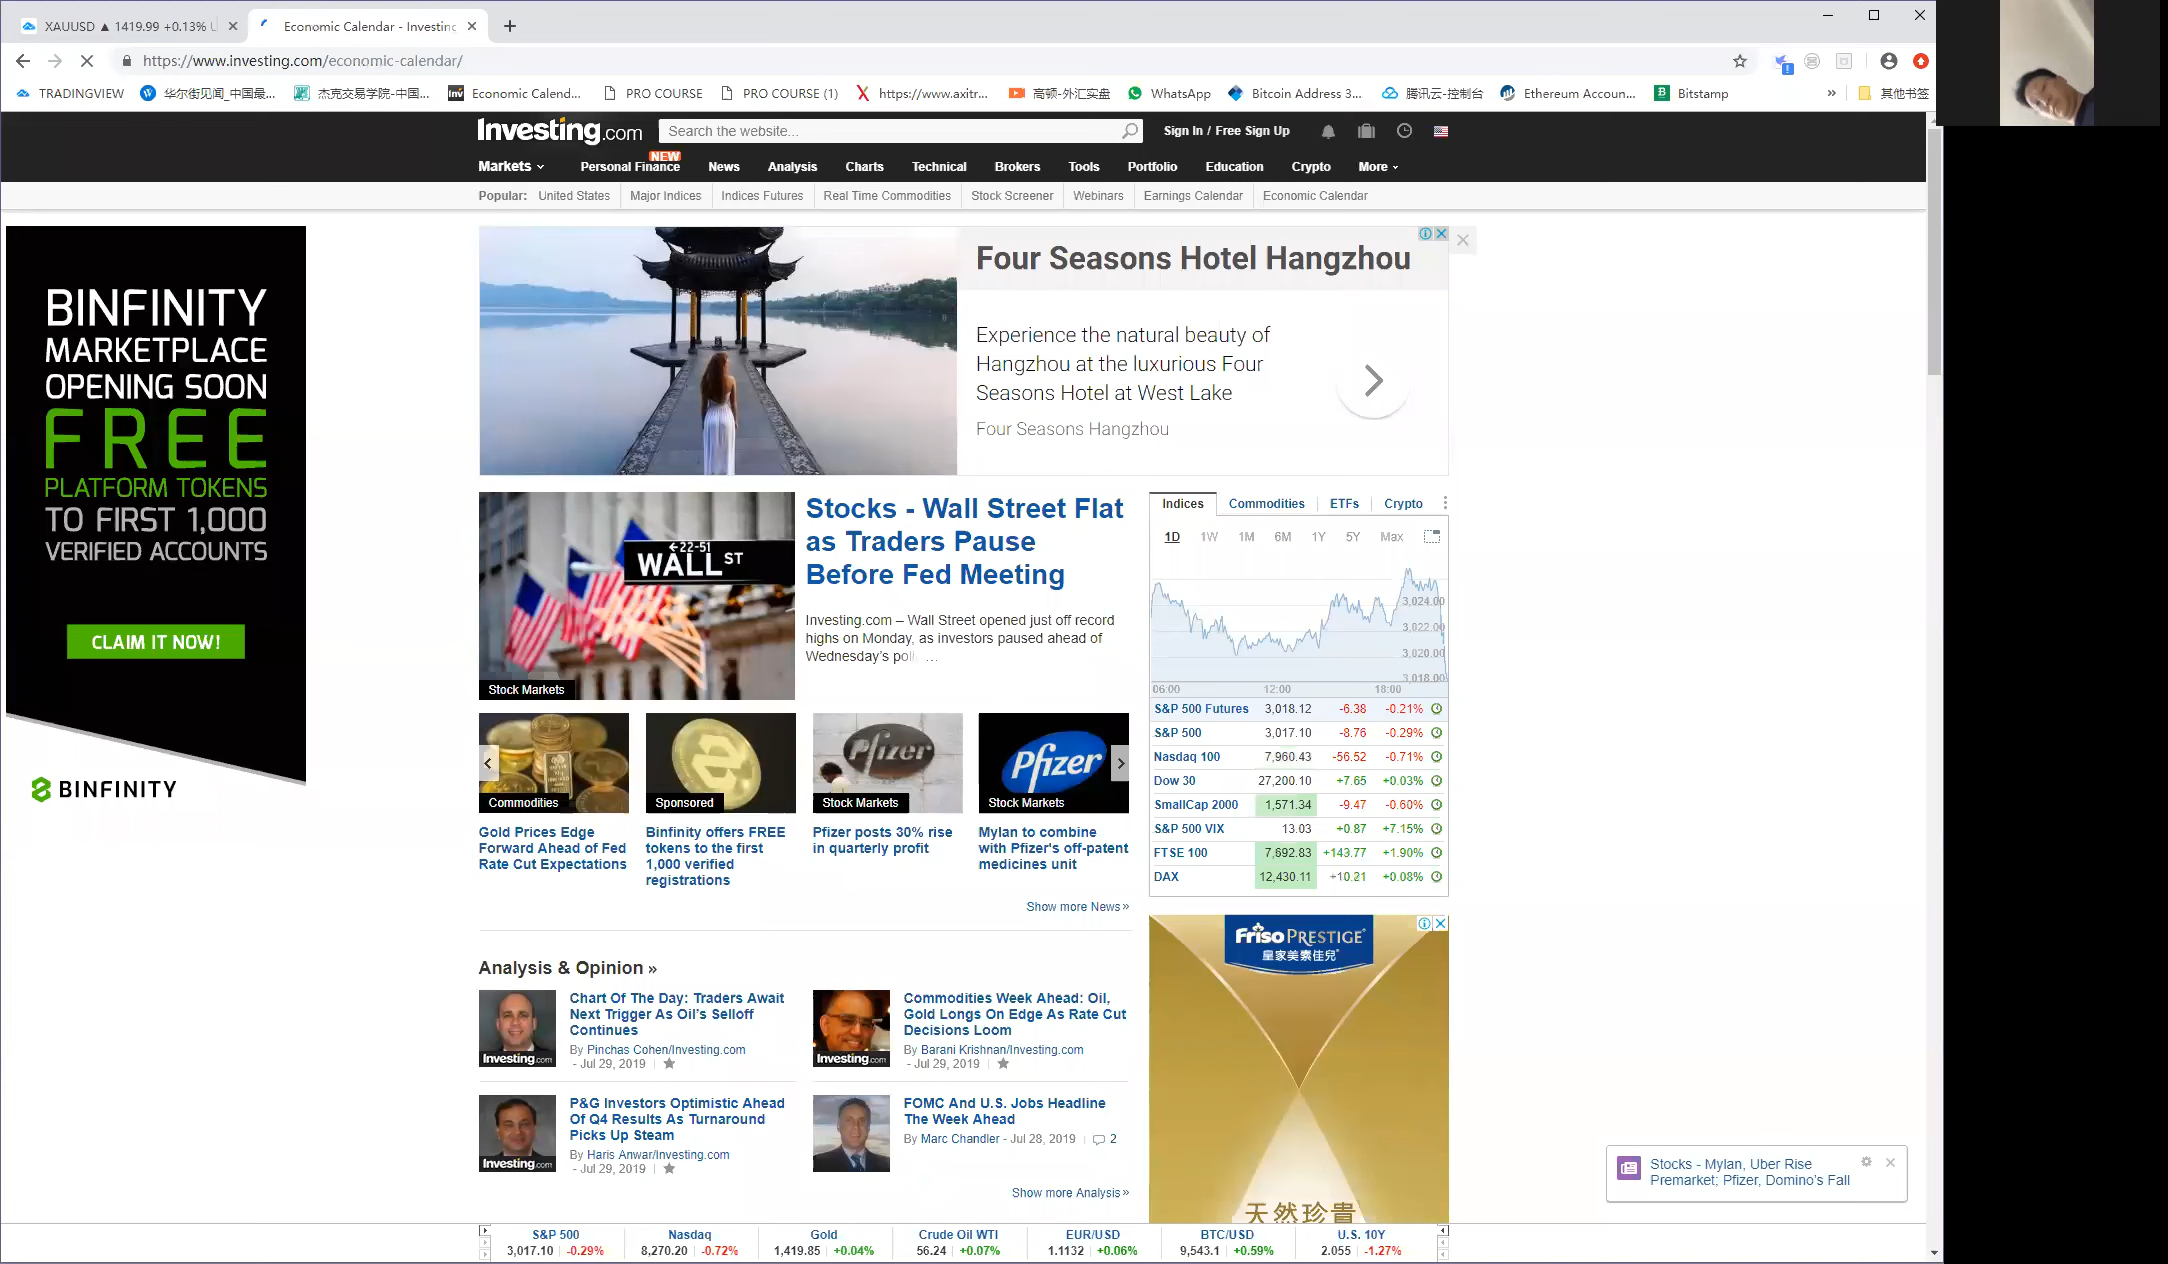 XAUUSD ▲ 1419.99 +0.13%
Economic Calendar - Investing
https://www.investing.com/economic-calendar/
TRADINGVIEW
华尔街见闻_中国最...
杰克交易学院-中国...
Economic Calend...
PRO COURSE
PRO COURSE (1)
https://www.axitr...
高顿-外汇实盘
WhatsApp
Bitcoin Address 3...
腾讯云-控制台
Ethereum Accoun...
Bitstamp
»
其他书签
Investing.com
Search the website...
Sign In / Free Sign Up
Markets
Personal Finance
NEW
News
Analysis
Charts
Technical
Brokers
Tools
Portfolio
Education
Crypto
More
Popular: United States Major Indices Indices Futures Real Time Commodities Stock Screener Webinars Earnings Calendar Economic Calendar
BINFINITY
MARKETPLACE
OPENING SOON
FREE
PLATFORM TOKENS
TO FIRST 1,000
VERIFIED ACCOUNTS
CLAIM IT NOW!
BINFINITY
Four Seasons Hotel Hangzhou
Experience the natural beauty of
Hangzhou at the luxurious Four
Seasons Hotel at West Lake
Four Seasons Hangzhou
←22-51
WALL ST
Stock Markets
Stocks - Wall Street Flat
as Traders Pause
Before Fed Meeting
Investing.com – Wall Street opened just off record
highs on Monday, as investors paused ahead of
Wednesday's poli ...
Commodities
Gold Prices Edge
Forward Ahead of Fed
Rate Cut Expectations
Sponsored
Binfinity offers FREE
tokens to the first
1,000 verified
registrations
Pfizer
Stock Markets
Pfizer posts 30% rise
in quarterly profit
Pfizer
Stock Markets
Mylan to combine
with Pfizer's off-patent
medicines unit
Show more News»
Indices Commodities ETFs Crypto
1D 1W 1M 6M 1Y 5Y Max
3,024.00
3,022.00
3,020.00
3,018.00
06:00 12:00 18:00
S&P 500 Futures 3,018.12 -6.38 -0.21%
S&P 500 3,017.10 -8.76 -0.29%
Nasdaq 100 7,960.43 -56.52 -0.71%
Dow 30 27,200.10 +7.65 +0.03%
SmallCap 2000 1,571.34 -9.47 -0.60%
S&P 500 VIX 13.03 +0.87 +7.15%
FTSE 100 7,692.83 +143.77 +1.90%
DAX 12,430.11 +10.21 +0.08%
Friso PRESTIGE
皇家美素佳兒
天然珍貴
Analysis & Opinion »
Investing.com
Chart Of The Day: Traders Await
Next Trigger As Oil's Selloff
Continues
By Pinchas Cohen/Investing.com
- Jul 29, 2019
Investing.com
Commodities Week Ahead: Oil,
Gold Longs On Edge As Rate Cut
Decisions Loom
By Barani Krishnan/Investing.com
- Jul 29, 2019
Investing.com
P&G Investors Optimistic Ahead
Of Q4 Results As Turnaround
Picks Up Steam
By Haris Anwar/Investing.com
- Jul 29, 2019
FOMC And U.S. Jobs Headline
The Week Ahead
By Marc Chandler - Jul 28, 2019 2
Show more Analysis»
Stocks - Mylan, Uber Rise
Premarket; Pfizer, Domino's Fall
S&P 500
3,017.10 -0.29%
Nasdaq
8,270.20 -0.72%
Gold
1,419.85 +0.04%
Crude Oil WTI
56.24 +0.07%
EUR/USD
1.1132 +0.06%
BTC/USD
9,543.1 +0.59%
U.S. 10Y
2.055 -1.27%